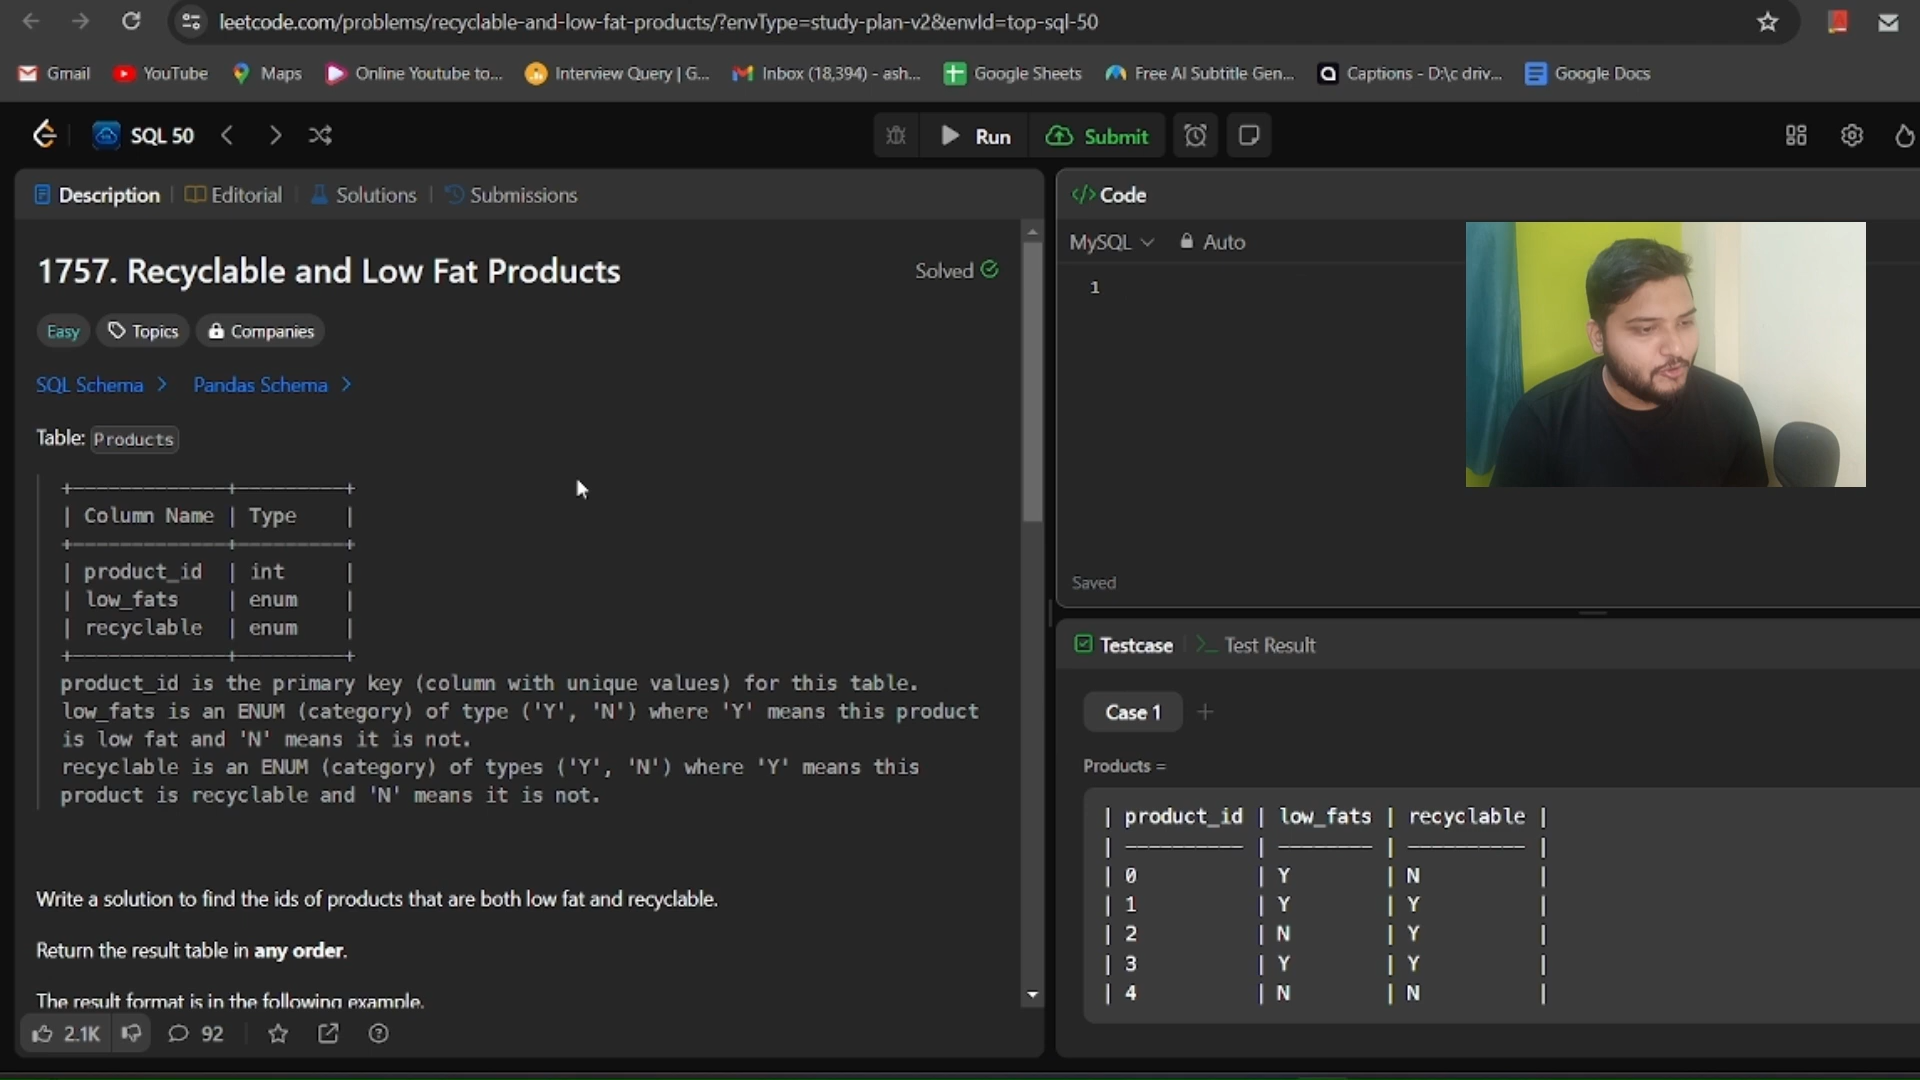 leetcode.com/problems/recyclable-and-low-fat-products/?envType=study-plan-v2&envId=top-sql-50
Gmail YouTube Maps Online Youtube to... Interview Query | G... Inbox (18,394) - ash... Google Sheets Free AI Subtitle Gen... Captions - D:\c driv... Google Docs
SQL 50 Run Submit
Description | Editorial | Solutions | Submissions
1757. Recyclable and Low Fat Products Solved
Easy Topics Companies
SQL Schema > Pandas Schema >
Table: Products
+-------------+---------+
| Column Name | Type    |
+-------------+---------+
| product_id  | int     |
| low_fats    | enum    |
| recyclable  | enum    |
+-------------+---------+
product_id is the primary key (column with unique values) for this table.
low_fats is an ENUM (category) of type ('Y', 'N') where 'Y' means this product
is low fat and 'N' means it is not.
recyclable is an ENUM (category) of types ('Y', 'N') where 'Y' means this
product is recyclable and 'N' means it is not.
Write a solution to find the ids of products that are both low fat and recyclable.
Return the result table in any order.
The result format is in the following example.
2.1K 92
</> Code
MySQL Auto
1
Saved
Testcase >_ Test Result
Case 1 +
Products =
| product_id | low_fats | recyclable |
| ---------- | -------- | ---------- |
| 0          | Y        | N          |
| 1          | Y        | Y          |
| 2          | N        | Y          |
| 3          | Y        | Y          |
| 4          | N        | N          |